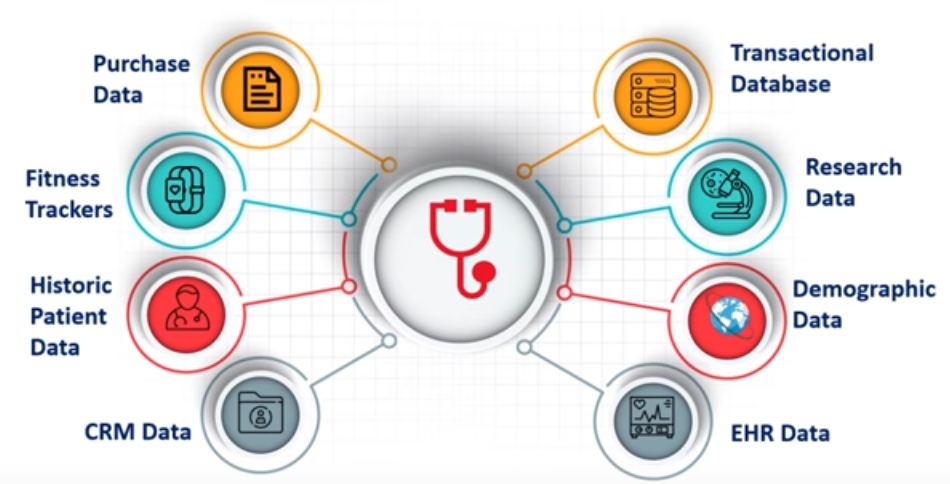 Purchase
Data
Fitness
Trackers
Historic
Patient
Data
CRM Data
Transactional
Database
Research
Data
Demographic
Data
EHR Data